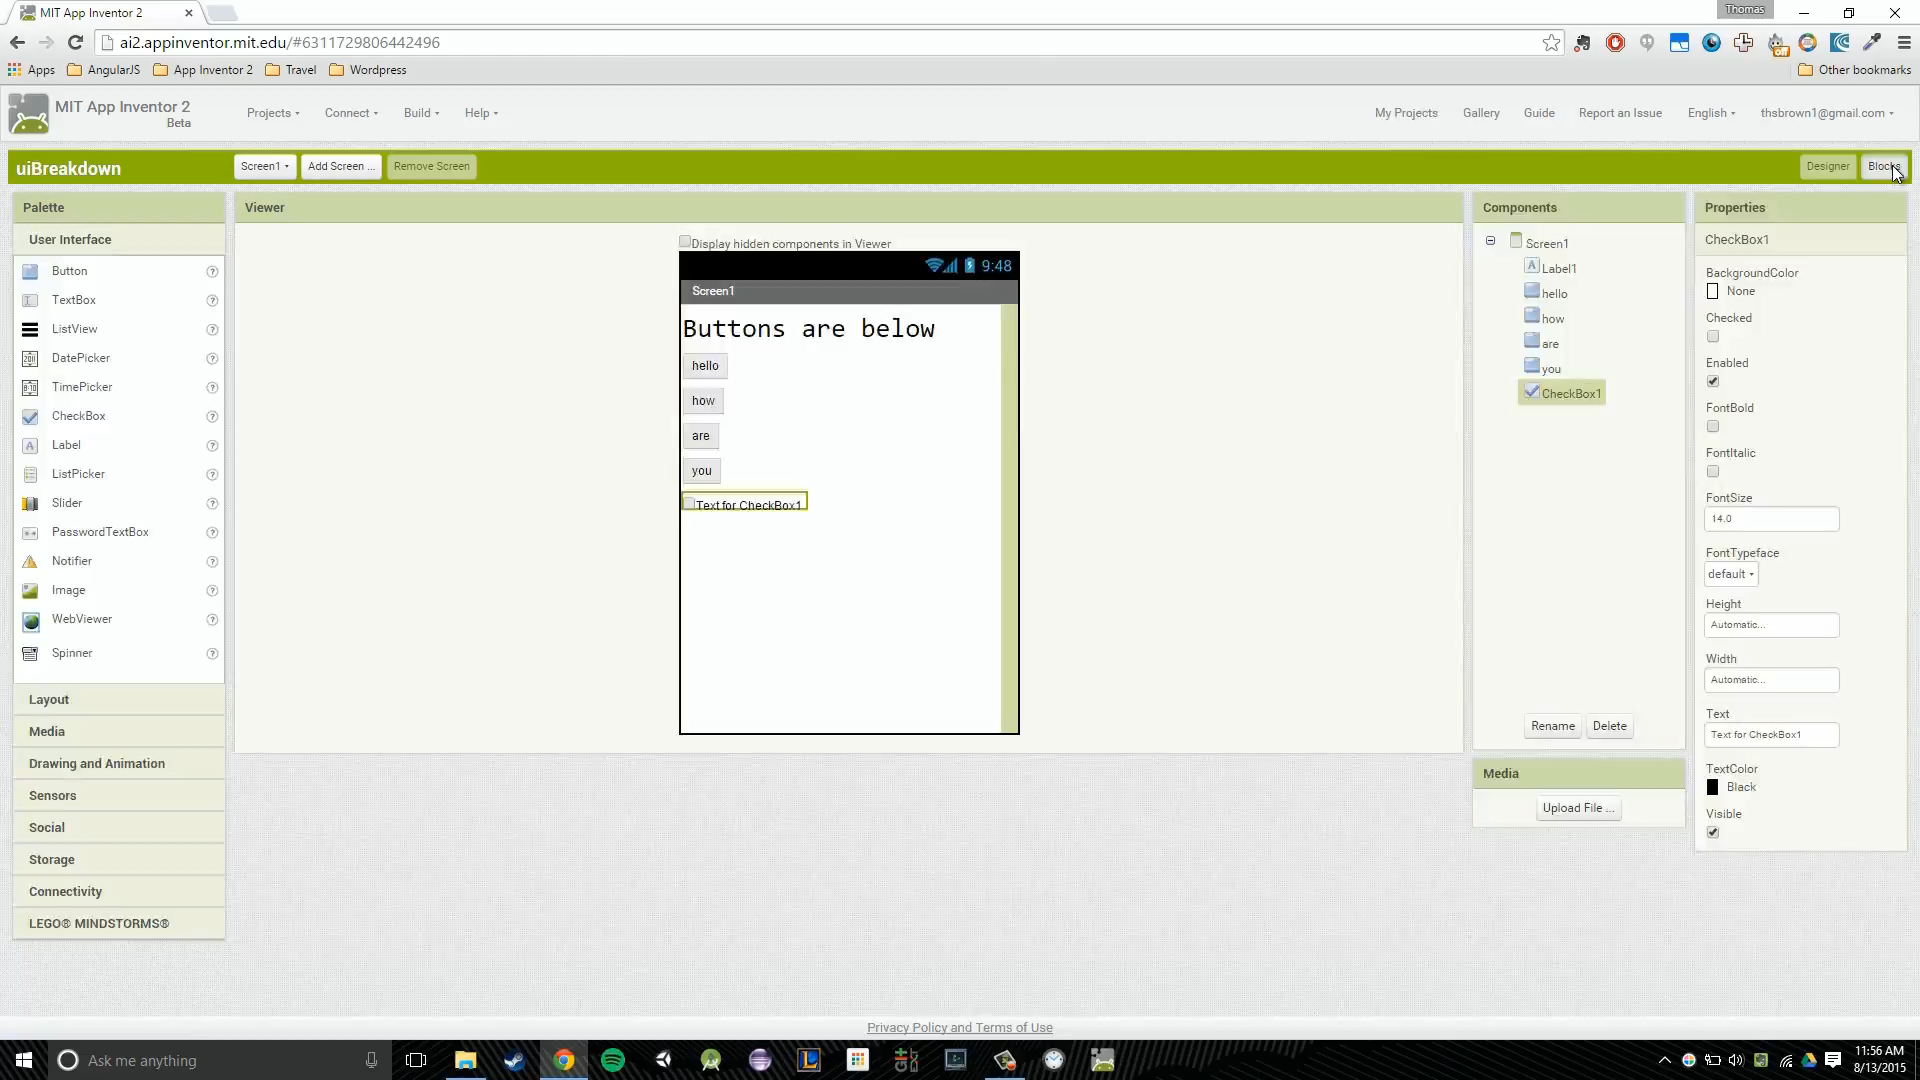 MIT App Inventor 2
Thomas
ai2.appinventor.mit.edu/#6311729806442496
Apps AngularJS App Inventor 2 Travel Wordpress Other bookmarks
MIT App Inventor 2
Beta
Projects Connect Build Help My Projects Gallery Guide Report an Issue English thsbrown1@gmail.com
uiBreakdown Screen1 Add Screen ... Remove Screen Designer Blocks
Palette
User Interface
Button ?
TextBox ?
ListView ?
DatePicker ?
TimePicker ?
CheckBox ?
Label ?
ListPicker ?
Slider ?
PasswordTextBox ?
Notifier ?
Image ?
WebViewer ?
Spinner ?
Layout
Media
Drawing and Animation
Sensors
Social
Storage
Connectivity
LEGO® MINDSTORMS®
Viewer
Display hidden components in Viewer
9:48
Screen1
Buttons are below
hello
how
are
you
Text for CheckBox1
Components
Screen1
Label1
hello
how
are
you
CheckBox1
Rename Delete
Media
Upload File ...
Properties
CheckBox1
BackgroundColor
None
Checked
Enabled
FontBold
FontItalic
FontSize
14.0
FontTypeface
default
Height
Automatic...
Width
Automatic...
Text
Text for CheckBox1
TextColor
Black
Visible
Privacy Policy and Terms of Use
Ask me anything
11:56 AM
8/13/2015